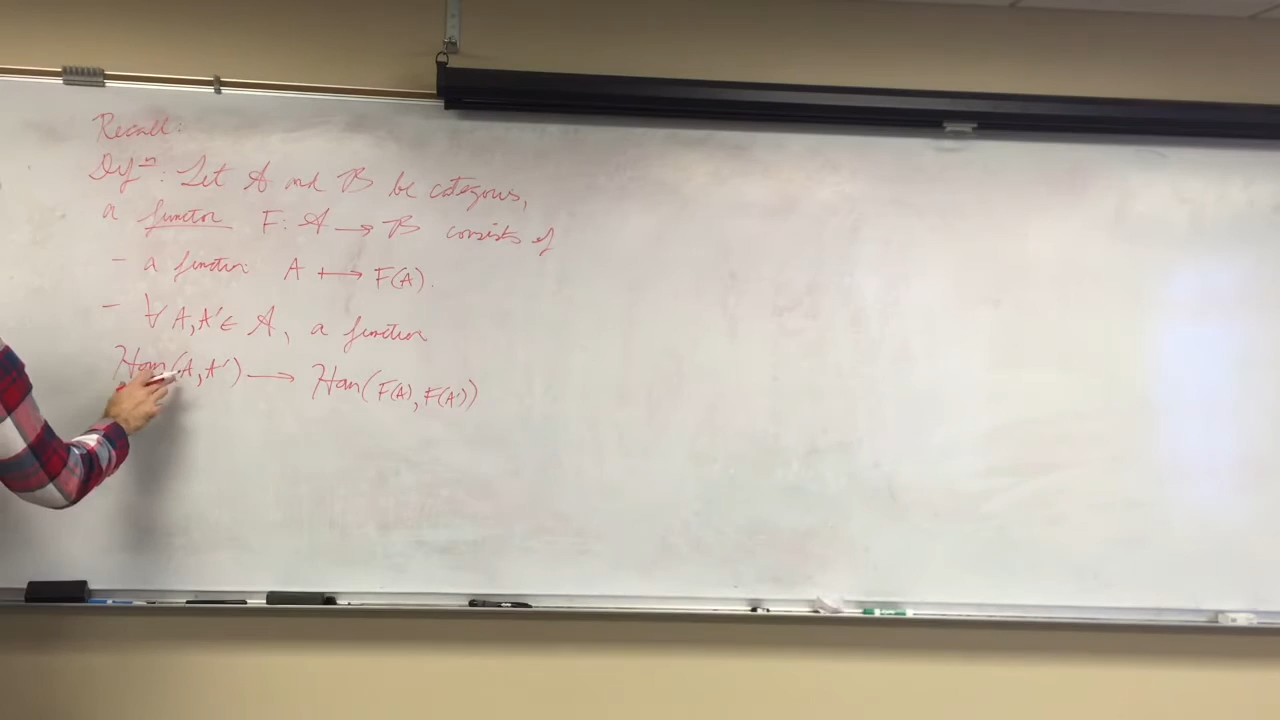 Recall:
Defⁿ: Let 𝒜 and ℬ be categories,
a functor F: 𝒜 → ℬ consists of
- a function A ↦ F(A).
- ∀ A, A' ∈ 𝒜, a function
Hom(A, A') → Hom(F(A), F(A'))